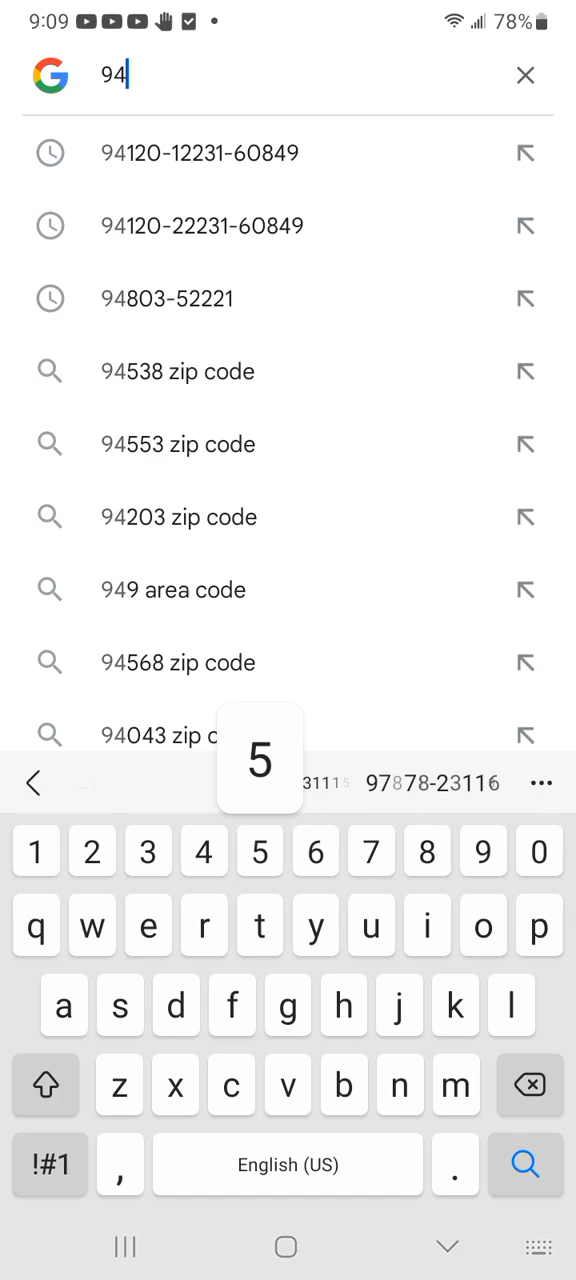 9:09
78%
94
94120-12231-60849
94120-22231-60849
94803-52221
94538 zip code
94553 zip code
94203 zip code
949 area code
94568 zip code
94043 zip c
5
31115 97878-23116
1 2 3 4 5 6 7 8 9 0
q w e r t y u i o p
a s d f g h j k l
z x c v b n m
!#1 , English (US) .